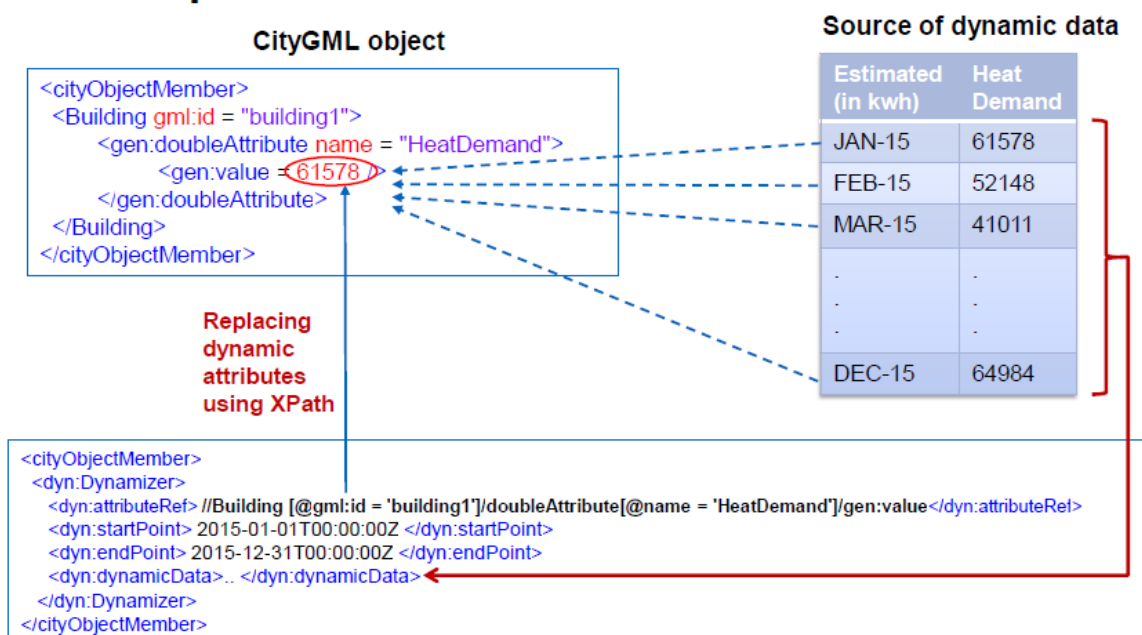 CityGML object
<cityObjectMember>
<Building gml:id = "building1">
<gen:doubleAttribute name = "HeatDemand">
<gen:value = 61578 />
</gen:doubleAttribute>
</Building>
</cityObjectMember>
Source of dynamic data
Estimated (in kwh) Heat Demand
JAN-15 61578
FEB-15 52148
MAR-15 41011
. .
. .
. .
DEC-15 64984
Replacing
dynamic
attributes
using XPath
<cityObjectMember>
<dyn:Dynamizer>
<dyn:attributeRef> //Building [@gml:id = 'building1']/doubleAttribute[@name = 'HeatDemand']/gen:value</dyn:attributeRef>
<dyn:startPoint> 2015-01-01T00:00:00Z </dyn:startPoint>
<dyn:endPoint> 2015-12-31T00:00:00Z </dyn:endPoint>
<dyn:dynamicData>.. </dyn:dynamicData>
</dyn:Dynamizer>
</cityObjectMember>